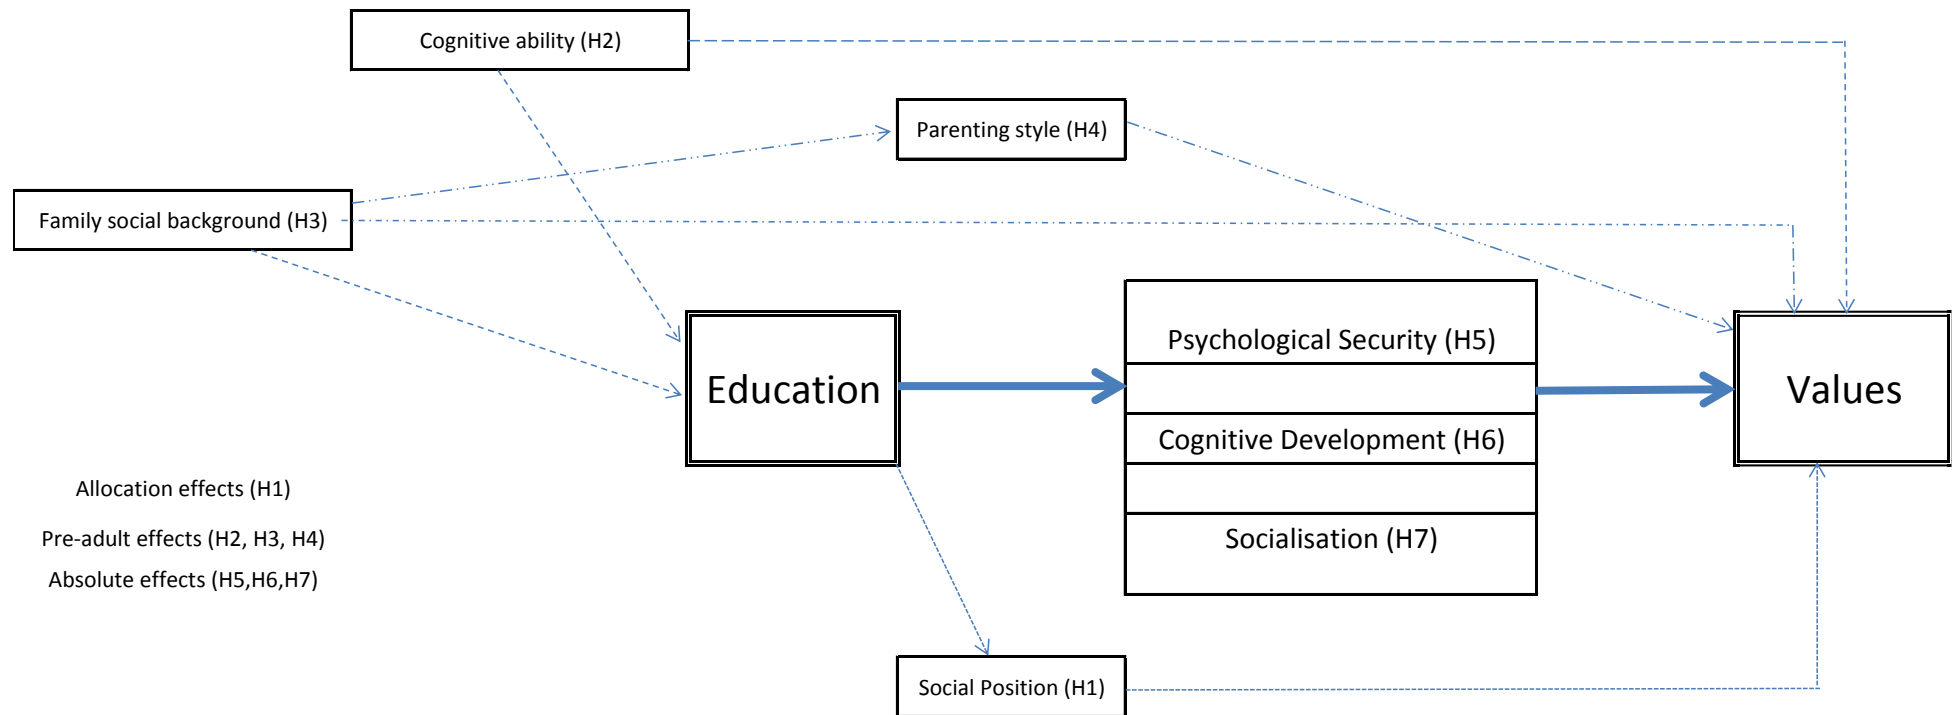 Cognitive ability (H2)
Parenting style (H4)
Family social background (H3)
Psychological Security (H5)
Education
Values
Cognitive Development (H6)
Allocation effects (H1)
Pre-adult effects (H2, H3, H4)
Socialisation (H7)
Absolute effects (H5,H6,H7)
Social Position (H1)